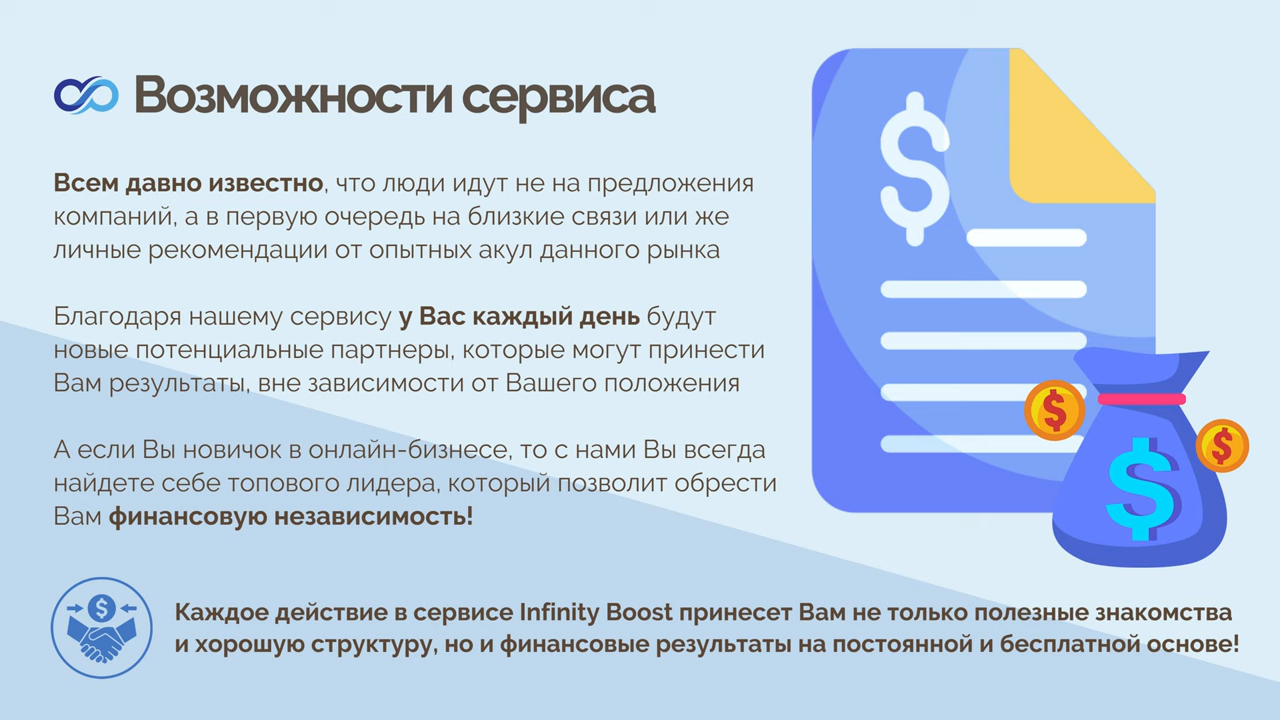 Возможности сервиса
Всем давно известно, что люди идут не на предложения
компаний, а в первую очередь на близкие связи или же
личные рекомендации от опытных акул данного рынка
Благодаря нашему сервису у Вас каждый день будут
новые потенциальные партнеры, которые могут принести
Вам результаты, вне зависимости от Вашего положения
А если Вы новичок в онлайн-бизнесе, то с нами Вы всегда
найдете себе топового лидера, который позволит обрести
Вам финансовую независимость!
Каждое действие в сервисе Infinity Boost принесет Вам не только полезные знакомства
и хорошую структуру, но и финансовые результаты на постоянной и бесплатной основе!